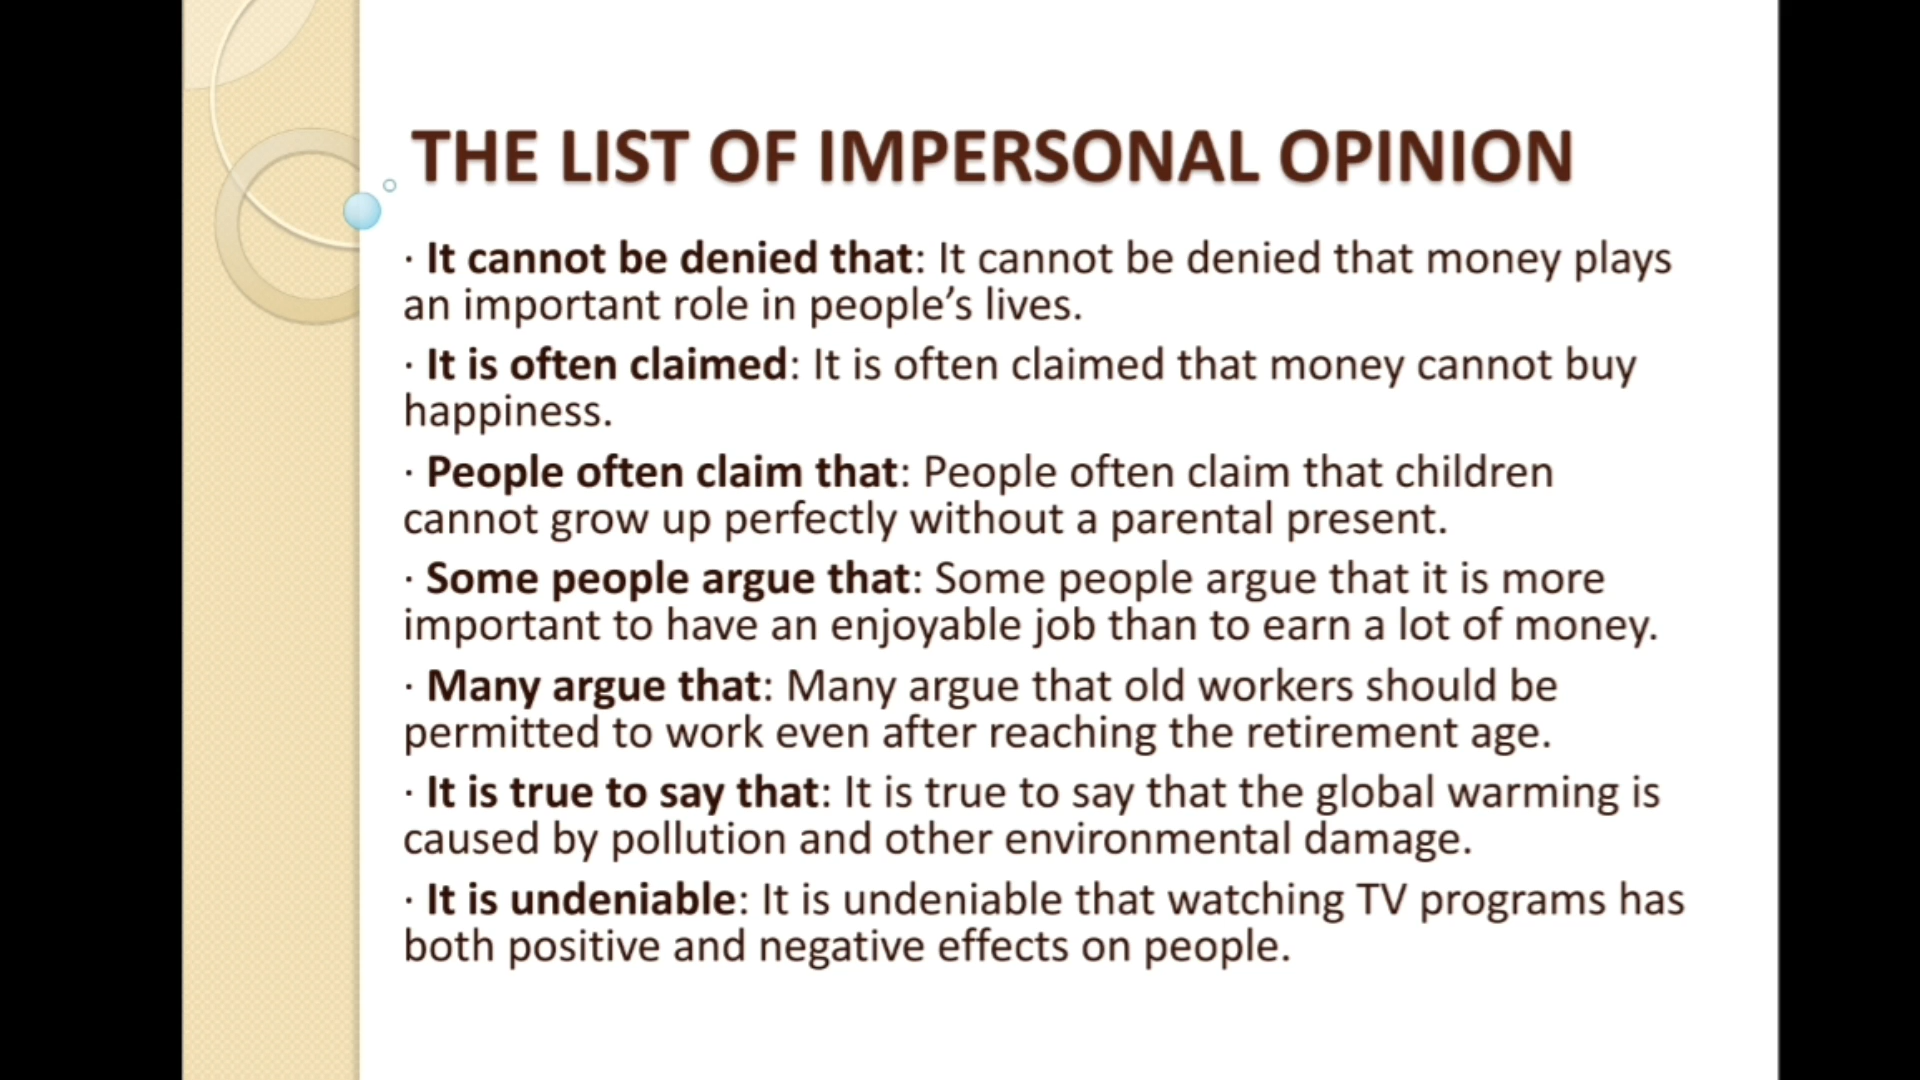 THE LIST OF IMPERSONAL OPINION
· It cannot be denied that: It cannot be denied that money plays
an important role in people’s lives.
· It is often claimed: It is often claimed that money cannot buy
happiness.
· People often claim that: People often claim that children
cannot grow up perfectly without a parental present.
· Some people argue that: Some people argue that it is more
important to have an enjoyable job than to earn a lot of money.
· Many argue that: Many argue that old workers should be
permitted to work even after reaching the retirement age.
· It is true to say that: It is true to say that the global warming is
caused by pollution and other environmental damage.
· It is undeniable: It is undeniable that watching TV programs has
both positive and negative effects on people.